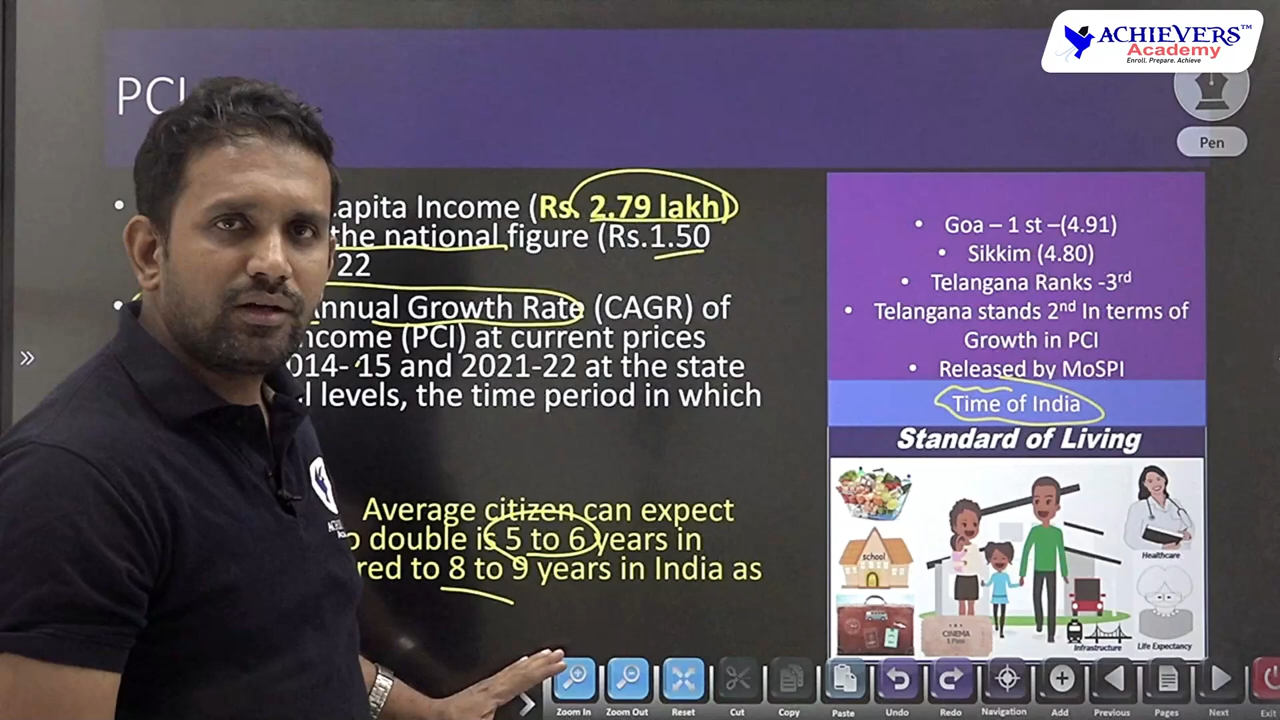 ACHIEVERS™
Academy
Enroll. Prepare. Achieve
PCI
Pen
Capita Income (Rs. 2.79 lakh)
the national figure (Rs.1.50
22
Annual Growth Rate (CAGR) of
ncome (PCI) at current prices
014-15 and 2021-22 at the state
l levels, the time period in which
Average citizen can expect
o double is 5 to 6 years in
red to 8 to 9 years in India as
• Goa – 1 st –(4.91)
• Sikkim (4.80)
• Telangana Ranks -3rd
• Telangana stands 2nd In terms of
Growth in PCI
• Released by MoSPI
Time of India
Standard of Living
school
Healthcare
CINEMA
Infrastructure
Life Expectancy
Zoom In
Zoom Out
Reset
Cut
Copy
Paste
Undo
Redo
Navigation
Add
Previous
Pages
Next
Exit